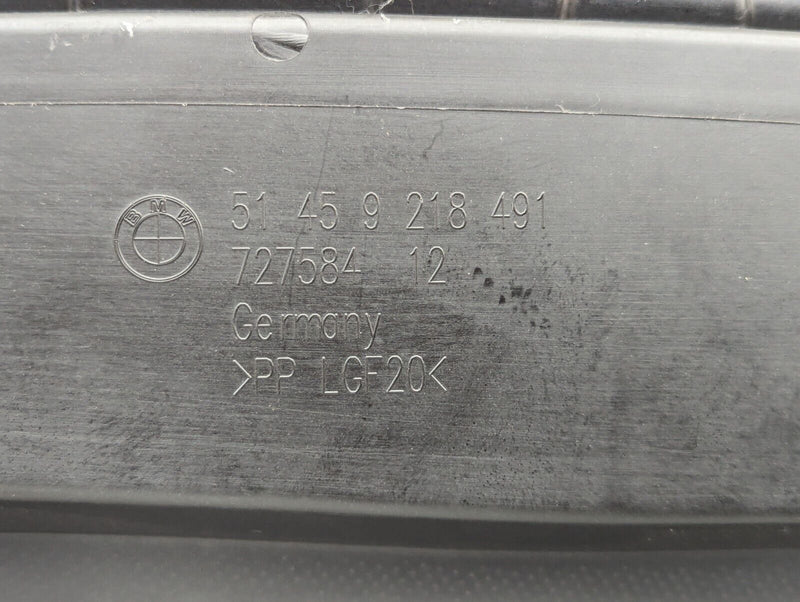 BMW
51 45 9 218 491
727584 12
Germany
>PP LGF20<